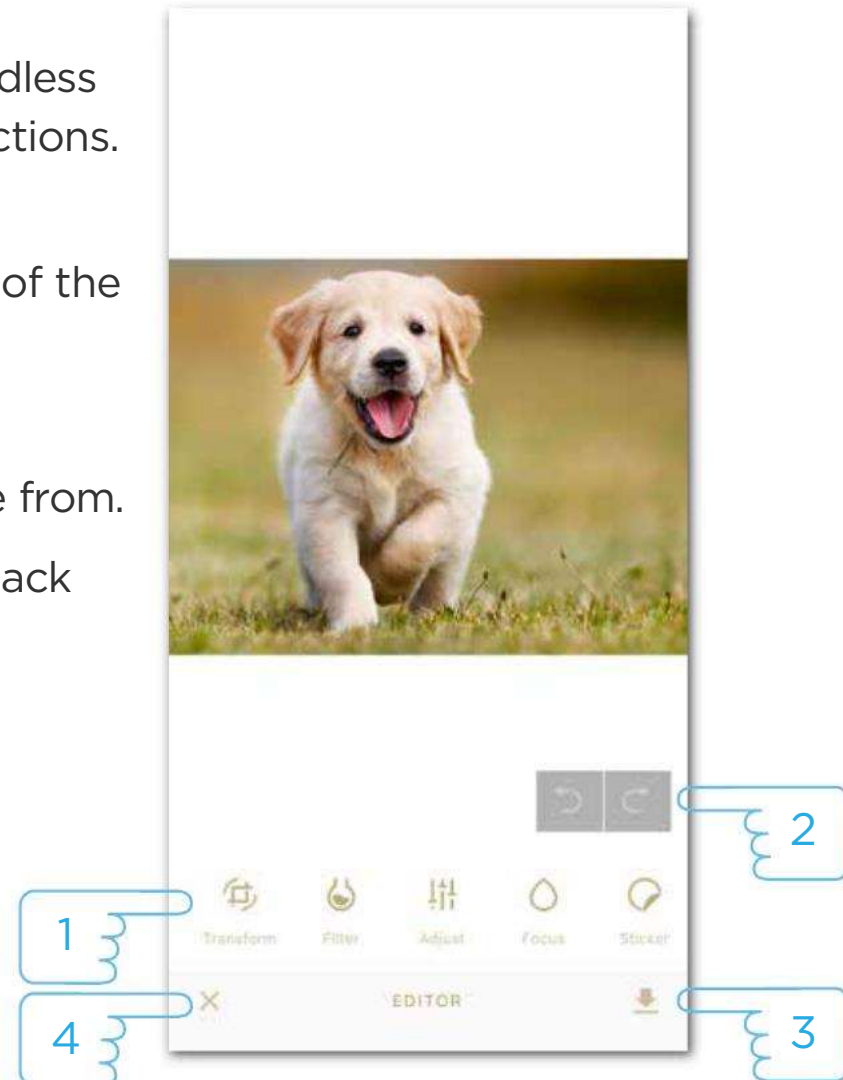 dless
ctions.
of the
e from.
ack
2
Transform Filter Adjust Focus Sticker
1
EDITOR
4
3